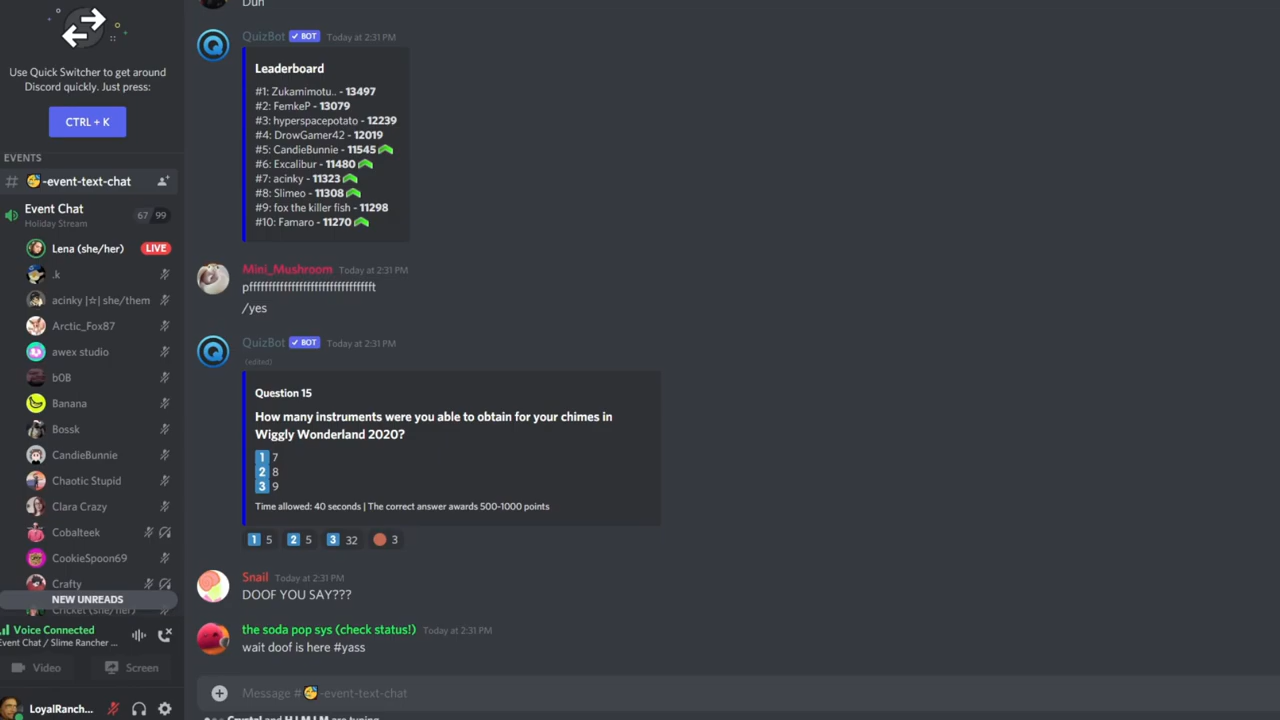 Duh
Use Quick Switcher to get around
Discord quickly. Just press:
CTRL + K
EVENTS
# -event-text-chat
Event Chat 67 / 99
Holiday Stream
Lena (she/her) LIVE
.k
acinky |☆| she/them
Arctic_Fox87
awex studio
b0B
Banana
Bossk
CandieBunnie
Chaotic Stupid
Clara Crazy
Cobalteek
CookieSpoon69
Crafty
NEW UNREADS
Cricket (she/her)
Voice Connected
Event Chat / Slime Rancher ...
Video
Screen
LoyalRanch...
QuizBot ✓ BOT Today at 2:31 PM
Leaderboard
#1: Zukamimotu.. - 13497
#2: FemkeP - 13079
#3: hyperspacepotato - 12239
#4: DrowGamer42 - 12019
#5: CandieBunnie - 11545
#6: Excalibur - 11480
#7: acinky - 11323
#8: Slimeo - 11308
#9: fox the killer fish - 11298
#10: Famaro - 11270
Mini_Mushroom Today at 2:31 PM
pffffffffffffffffffffffffffffffft
/yes
QuizBot ✓ BOT Today at 2:31 PM
(edited)
Question 15
How many instruments were you able to obtain for your chimes in
Wiggly Wonderland 2020?
1 7
2 8
3 9
Time allowed: 40 seconds | The correct answer awards 500-1000 points
1 5 2 5 3 32 3
Snail Today at 2:31 PM
DOOF YOU SAY???
the soda pop sys (check status!) Today at 2:31 PM
wait doof is here #yass
Message # -event-text-chat
Crystal and H I M I M are typing